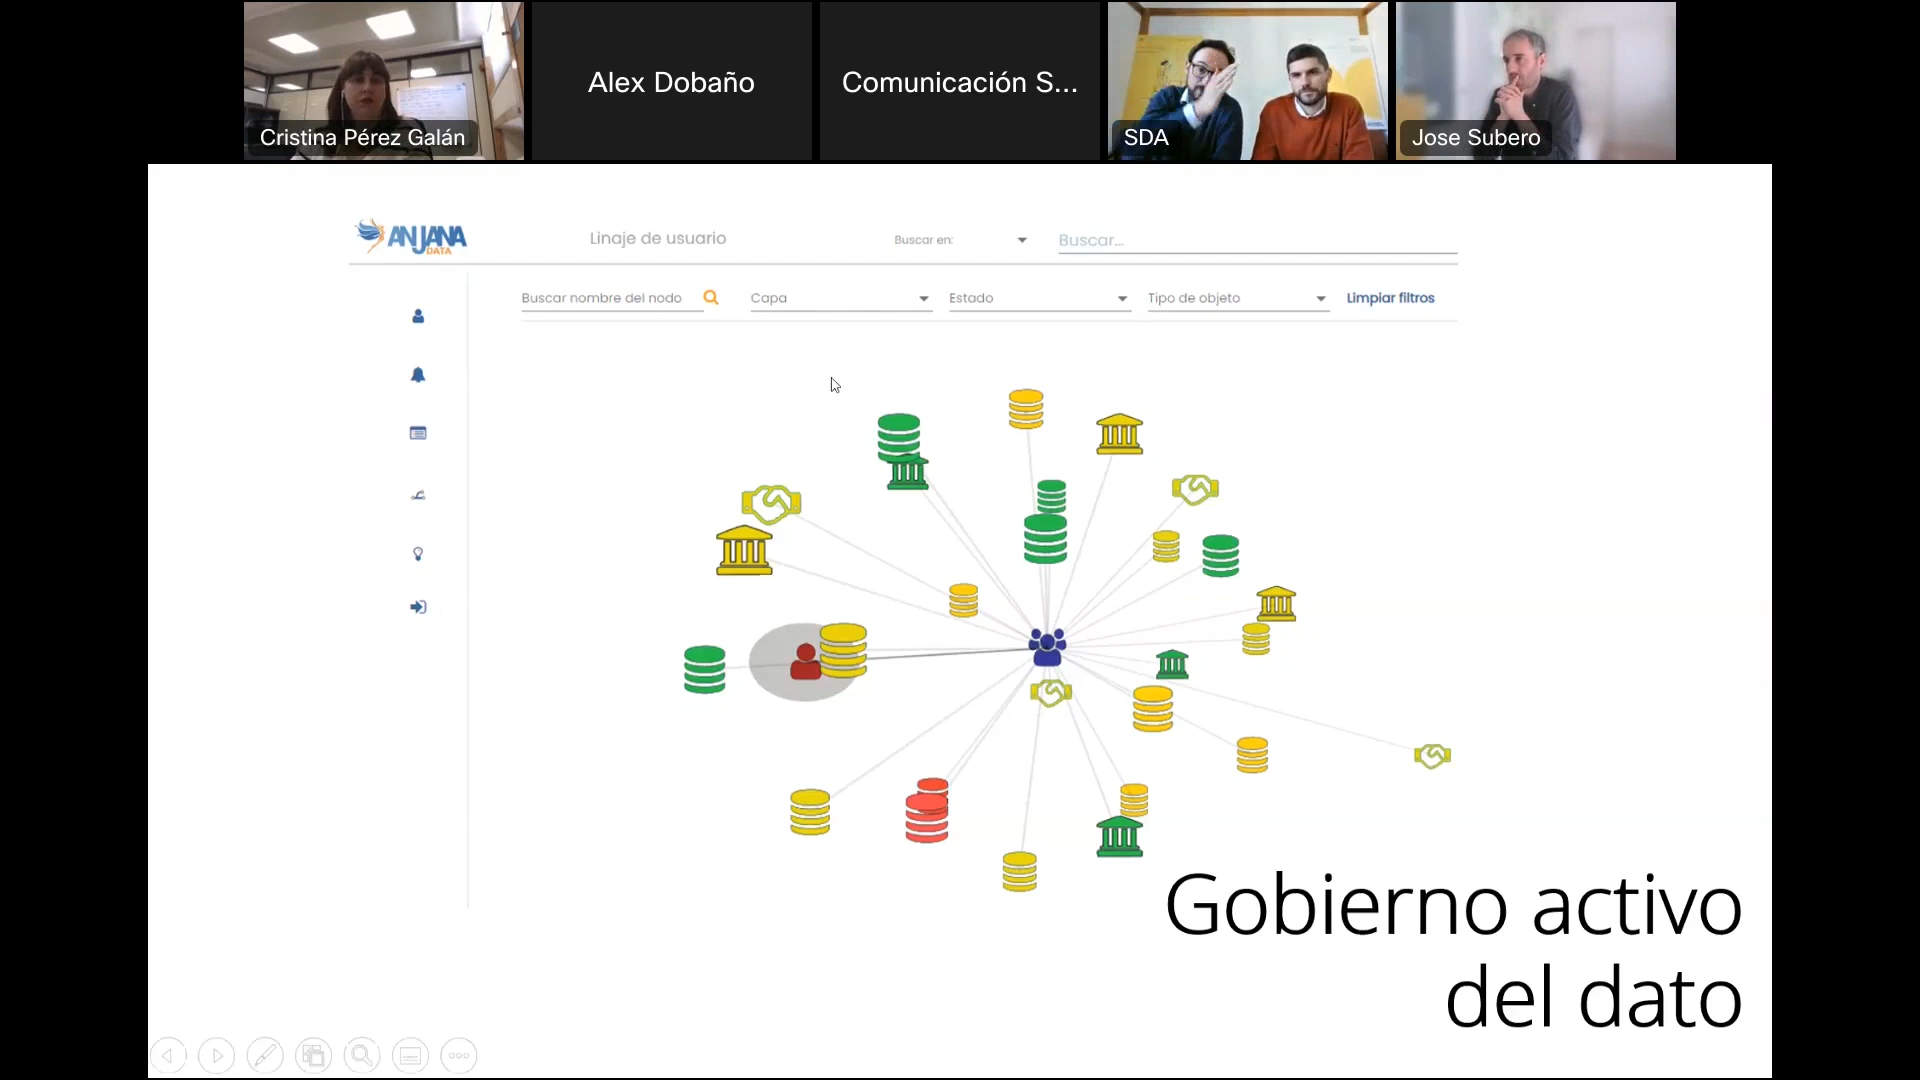 Cristina Pérez Galán
Alex Dobaño
Comunicación S...
SDA
Jose Subero
ANJANA
DATA
Linaje de usuario
Buscar en:
Buscar...
Buscar nombre del nodo
Capa
Estado
Tipo de objeto
Limpiar filtros
Gobierno activo
del dato